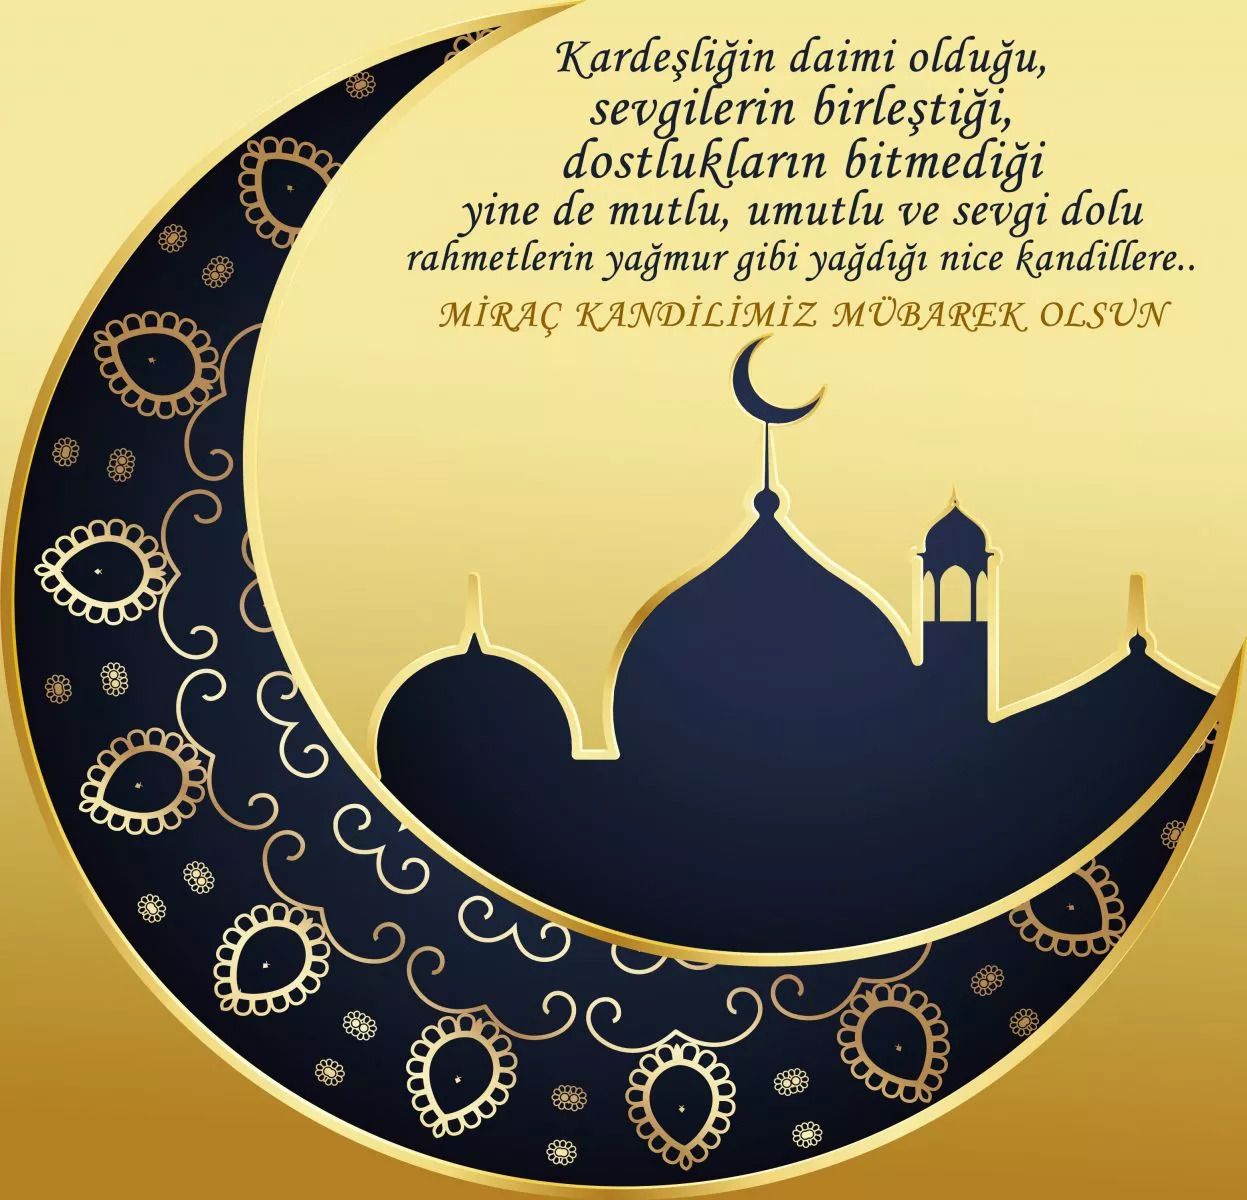 Kardeşliğin daimi olduğu,
sevgilerin birleştiği,
dostlukların bitmediği
yine de mutlu, umutlu ve sevgi dolu
rahmetlerin yağmur gibi yağdığı nice kandillere..
MİRAÇ KANDİLİMİZ MÜBAREK OLSUN